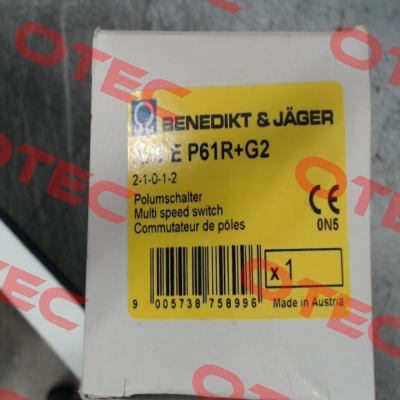 OTEC
BENEDIKT & JÄGER
E P61R+G2
2-1-0-1-2
Polumschalter
Multi speed switch
Commutateur de pôles
CE
0N5
x 1
9 005738 758996
Made in Austria
OTEC
OTEC